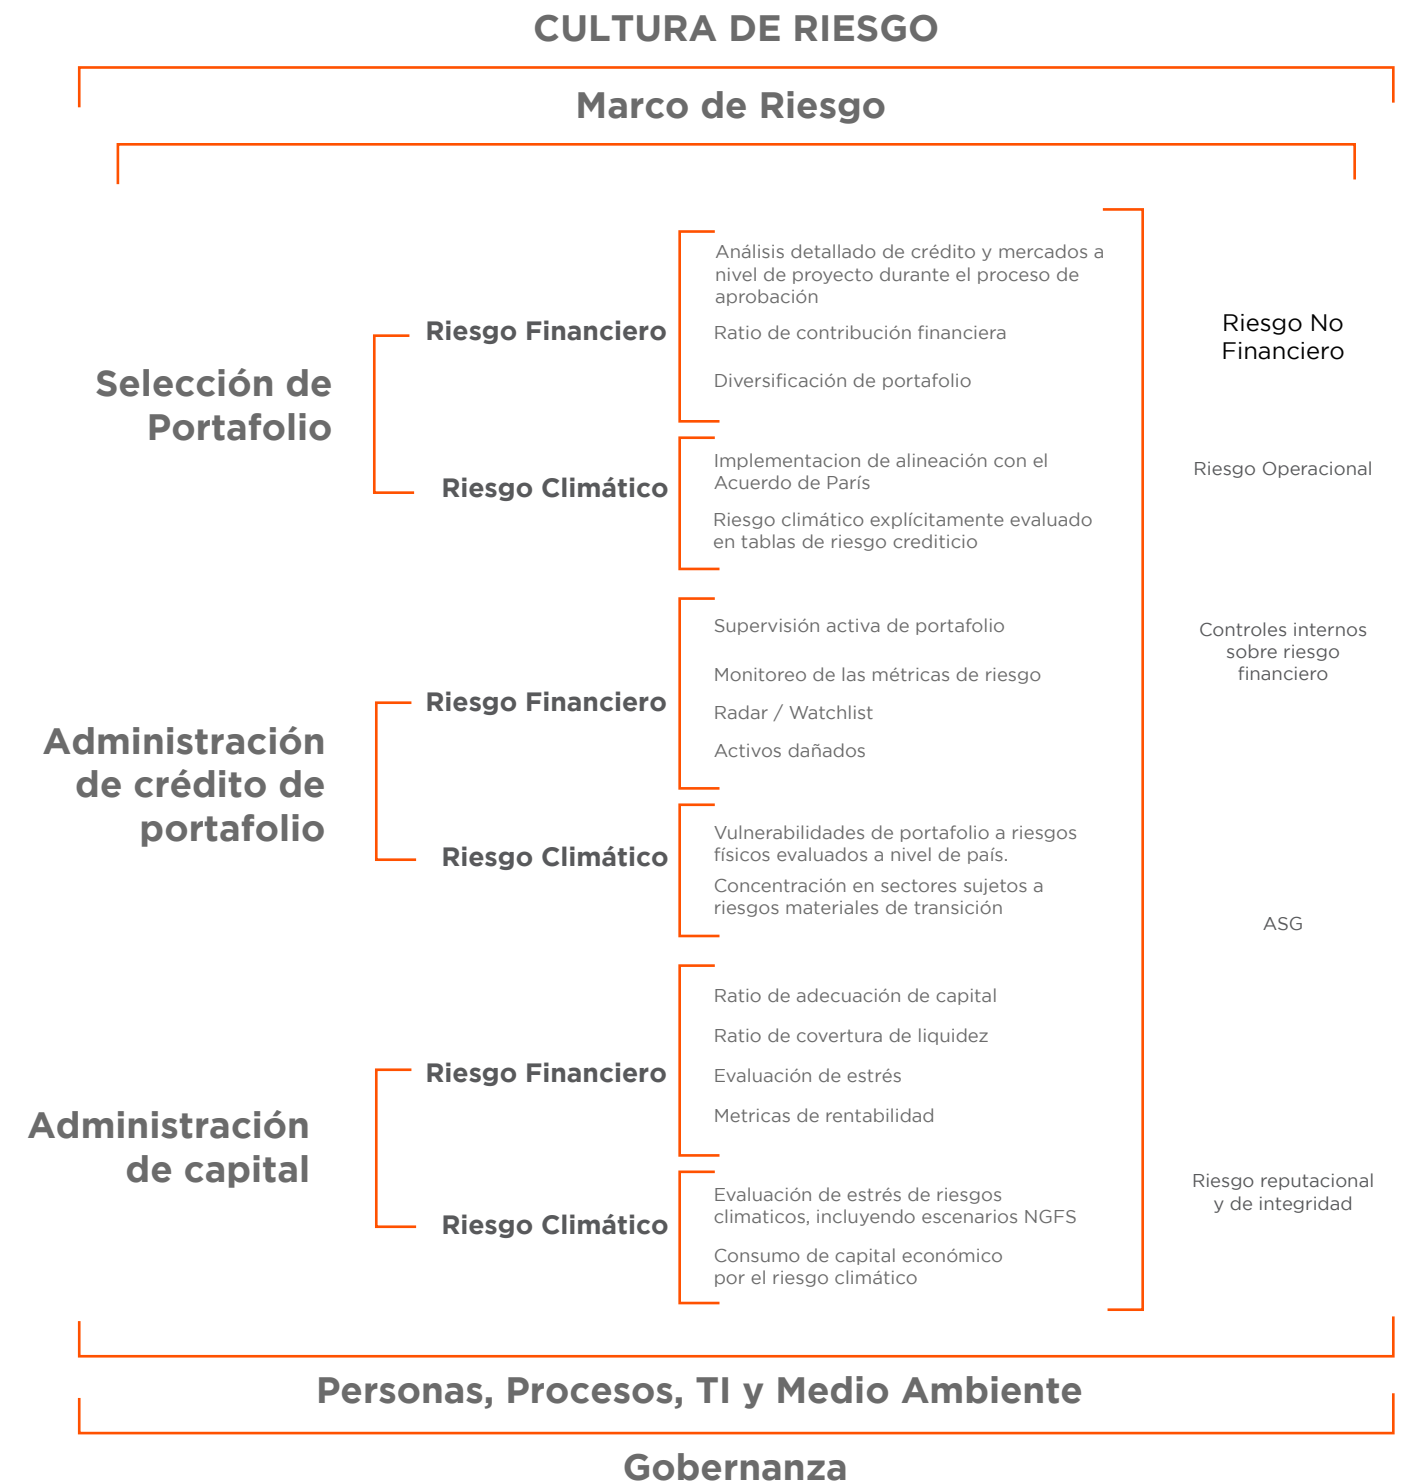 CULTURA DE RIESGO
Marco de Riesgo
Selección de
Portafolio
Riesgo Financiero
Análisis detallado de crédito y mercados a
nivel de proyecto durante el proceso de
aprobación
Ratio de contribución financiera
Diversificación de portafolio
Riesgo Climático
Implementacion de alineación con el
Acuerdo de París
Riesgo climático explícitamente evaluado
en tablas de riesgo crediticio
Administración
de crédito de
portafolio
Riesgo Financiero
Supervisión activa de portafolio
Monitoreo de las métricas de riesgo
Radar / Watchlist
Activos dañados
Riesgo Climático
Vulnerabilidades de portafolio a riesgos
físicos evaluados a nivel de país.
Concentración en sectores sujetos a
riesgos materiales de transición
Administración
de capital
Riesgo Financiero
Ratio de adecuación de capital
Ratio de covertura de liquidez
Evaluación de estrés
Metricas de rentabilidad
Riesgo Climático
Evaluación de estrés de riesgos
climaticos, incluyendo escenarios NGFS
Consumo de capital económico
por el riesgo climático
Riesgo No
Financiero
Riesgo Operacional
Controles internos
sobre riesgo
financiero
ASG
Riesgo reputacional
y de integridad
Personas, Procesos, TI y Medio Ambiente
Gobernanza